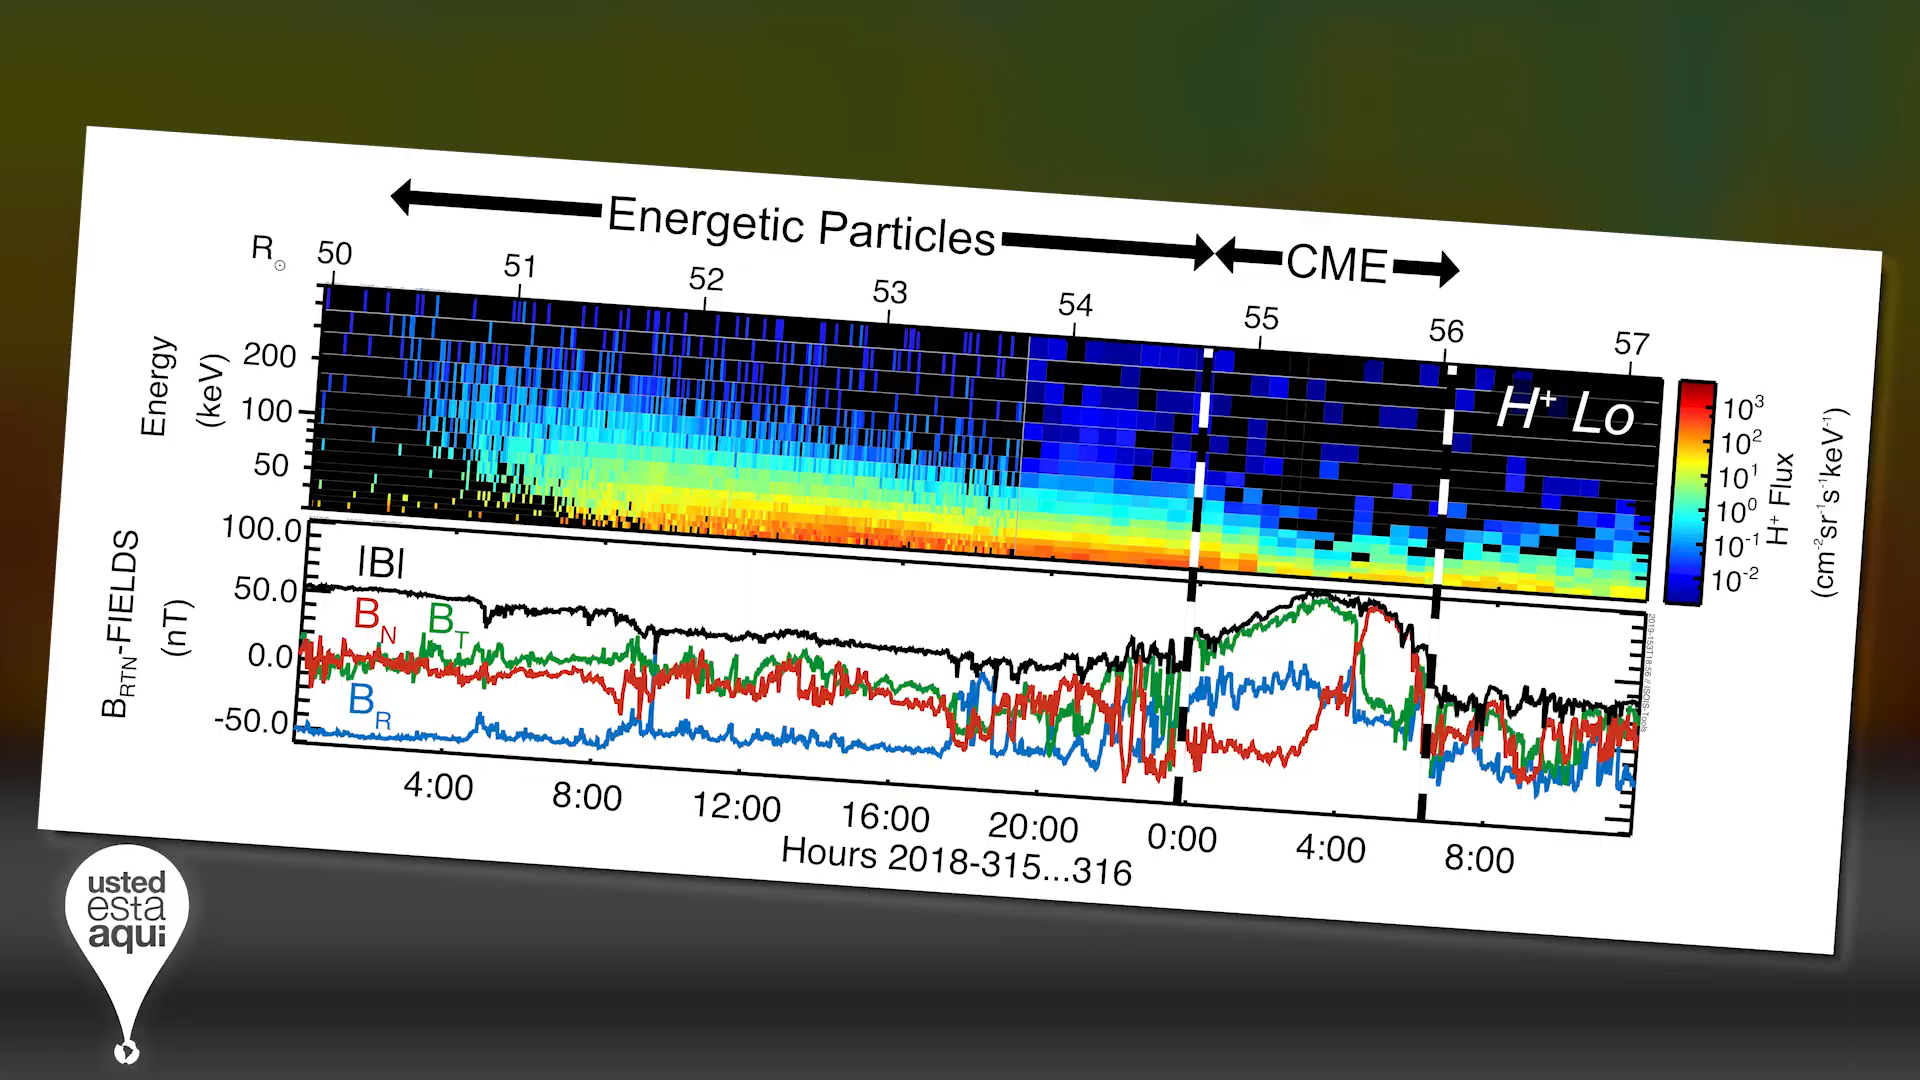 Energetic Particles
CME
R☉ 50 51 52 53 54 55 56 57
Energy
(keV)
200
100
50
H⁺ Lo
10³
10²
10¹
10⁰
10⁻¹
10⁻²
H⁺ Flux
(cm⁻²sr⁻¹s⁻¹keV⁻¹)
B_RTN-FIELDS
(nT)
100.0
50.0
0.0
-50.0
|B|
B_N B_T
B_R
4:00 8:00 12:00 16:00 20:00 0:00 4:00 8:00
Hours 2018-315...316
usted
esta
aqui